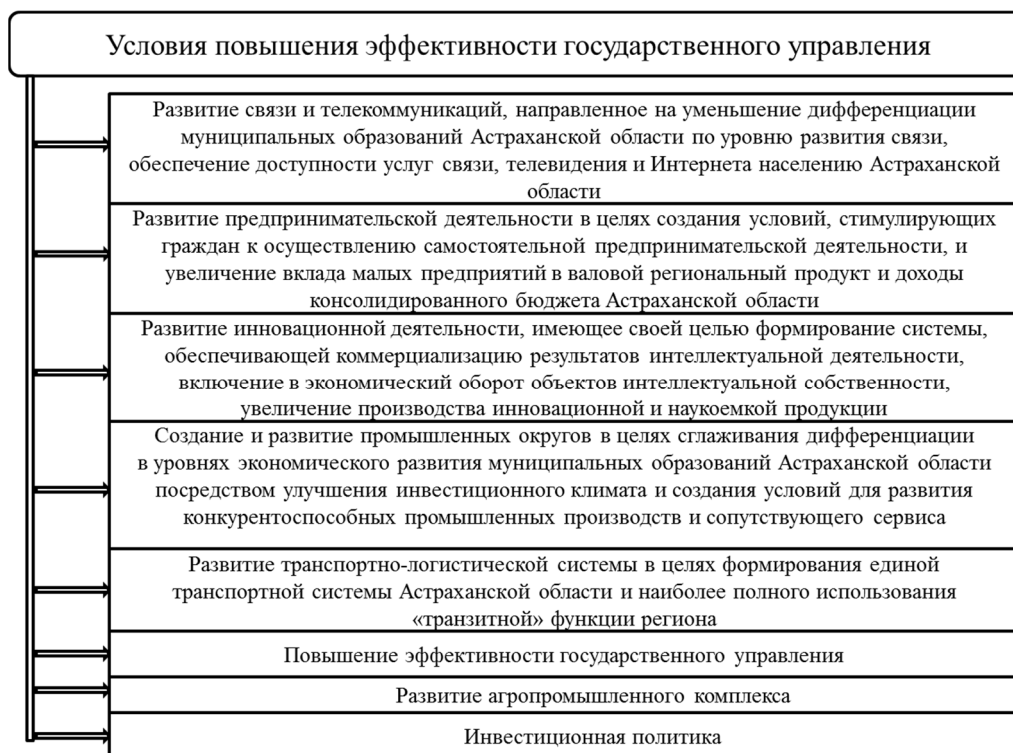 Условия повышения эффективности государственного управления
Развитие связи и телекоммуникаций, направленное на уменьшение дифференциации
муниципальных образований Астраханской области по уровню развития связи,
обеспечение доступности услуг связи, телевидения и Интернета населению Астраханской
области
Развитие предпринимательской деятельности в целях создания условий, стимулирующих
граждан к осуществлению самостоятельной предпринимательской деятельности, и
увеличение вклада малых предприятий в валовой региональный продукт и доходы
консолидированного бюджета Астраханской области
Развитие инновационной деятельности, имеющее своей целью формирование системы,
обеспечивающей коммерциализацию результатов интеллектуальной деятельности,
включение в экономический оборот объектов интеллектуальной собственности,
увеличение производства инновационной и наукоемкой продукции
Создание и развитие промышленных округов в целях сглаживания дифференциации
в уровнях экономического развития муниципальных образований Астраханской области
посредством улучшения инвестиционного климата и создания условий для развития
конкурентоспособных промышленных производств и сопутствующего сервиса
Развитие транспортно-логистической системы в целях формирования единой
транспортной системы Астраханской области и наиболее полного использования
«транзитной» функции региона
Повышение эффективности государственного управления
Развитие агропромышленного комплекса
Инвестиционная политика